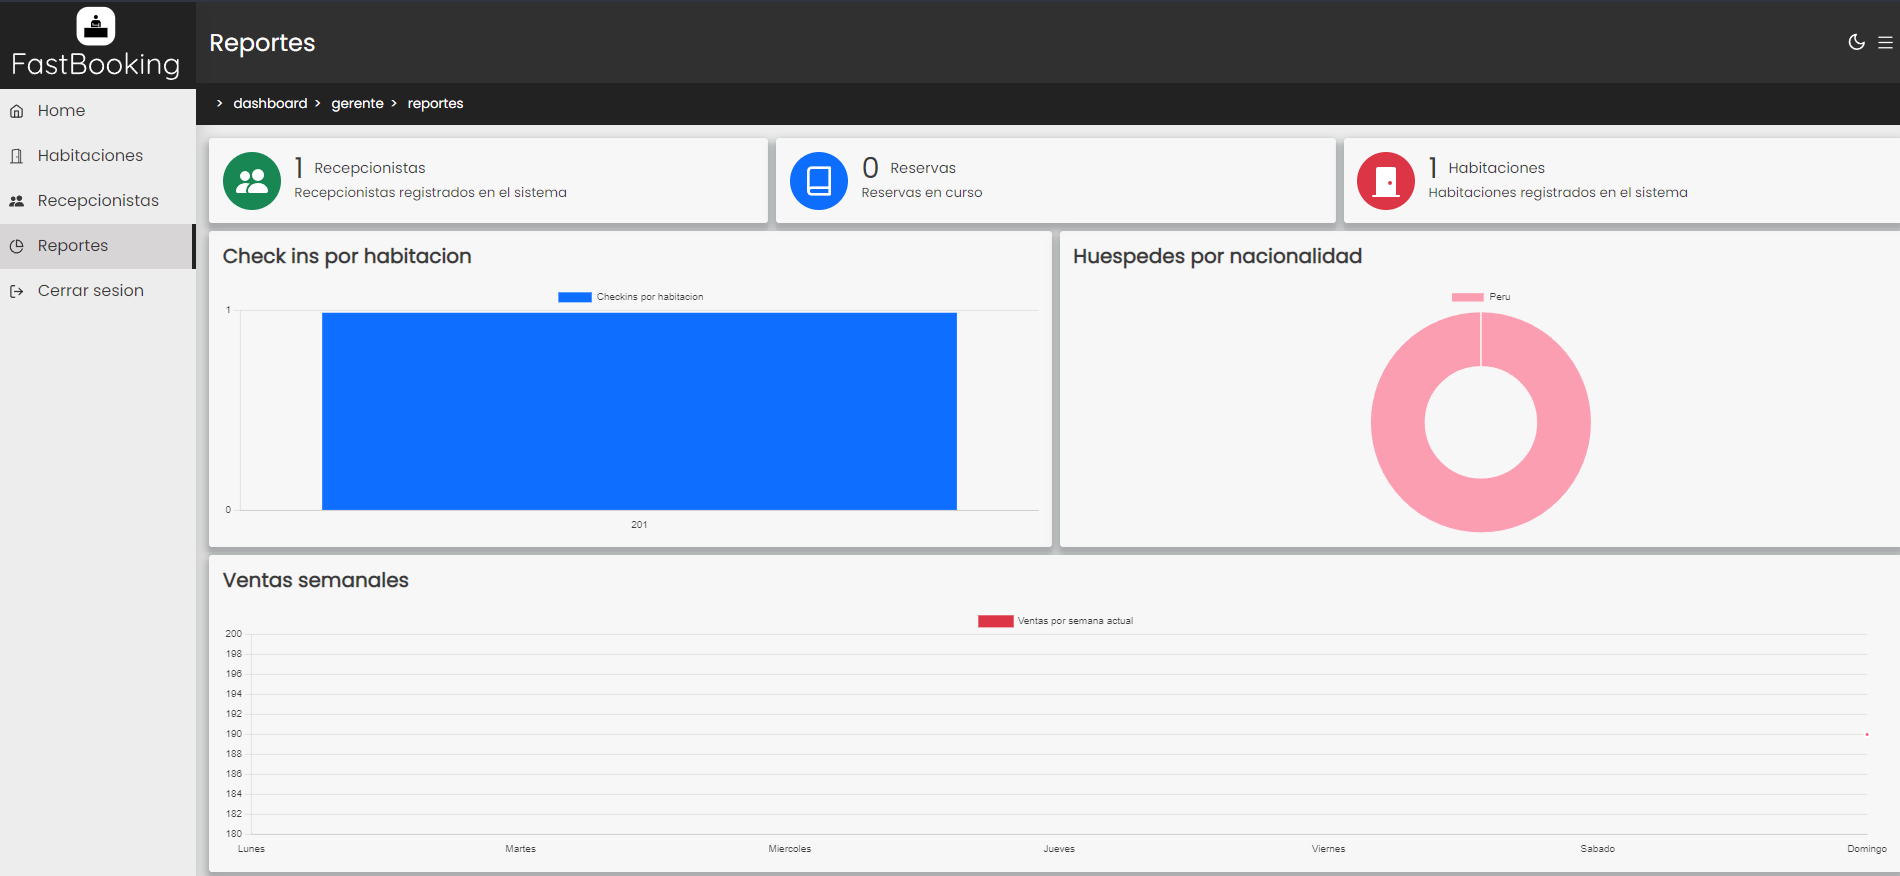 FastBooking
Reportes
> dashboard > gerente > reportes
Home
Habitaciones
Recepcionistas
Reportes
Cerrar sesion
1 Recepcionistas
Recepcionistas registrados en el sistema
0 Reservas
Reservas en curso
1 Habitaciones
Habitaciones registrados en el sistema
Check ins por habitacion
Checkins por habitacion
1
0
201
Huespedes por nacionalidad
Peru
Ventas semanales
Ventas por semana actual
200
198
196
194
192
190
188
186
184
182
180
Lunes Martes Miercoles Jueves Viernes Sabado Domingo